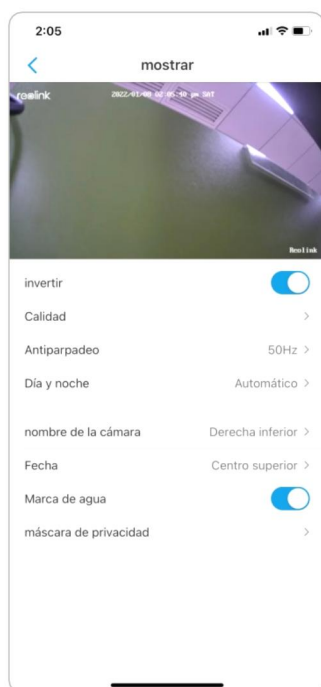 2:05
mostrar
reolink
2022/01/08 02:05:40 pm SAT
Reolink
invertir
Calidad
Antiparpadeo 50Hz
Día y noche Automático
nombre de la cámara Derecha inferior
Fecha Centro superior
Marca de agua
máscara de privacidad